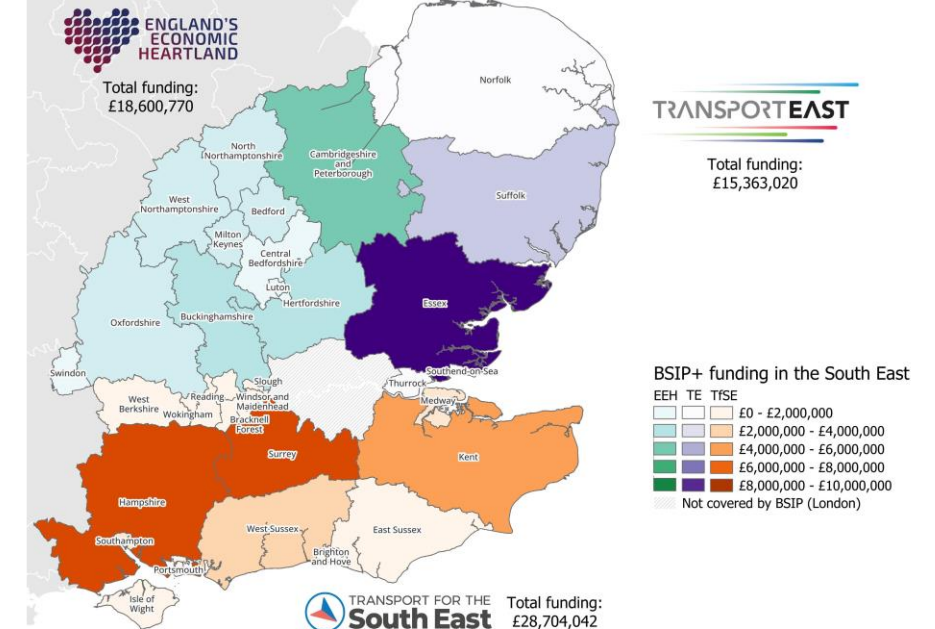 ENGLAND'S
ECONOMIC
HEARTLAND
Total funding:
£18,600,770
TRANSPORTEAST
Total funding:
£15,363,020
Norfolk
North
Northamptonshire
Cambridgeshire
and
Peterborough
Suffolk
West
Northamptonshire
Bedford
Milton
Keynes
Central
Bedfordshire
Luton
Hertfordshire
Essex
Oxfordshire
Buckinghamshire
Swindon
Southend-on-Sea
Thurrock
Slough
West
Berkshire
Reading
Windsor and
Maidenhead
Wokingham
Bracknell
Forest
Medway
Surrey
Kent
Hampshire
West Sussex
East Sussex
Southampton
Brighton
and Hove
Portsmouth
Isle of
Wight
BSIP+ funding in the South East
EEH TE TfSE
£0 - £2,000,000
£2,000,000 - £4,000,000
£4,000,000 - £6,000,000
£6,000,000 - £8,000,000
£8,000,000 - £10,000,000
Not covered by BSIP (London)
TRANSPORT FOR THE
South East
Total funding:
£28,704,042